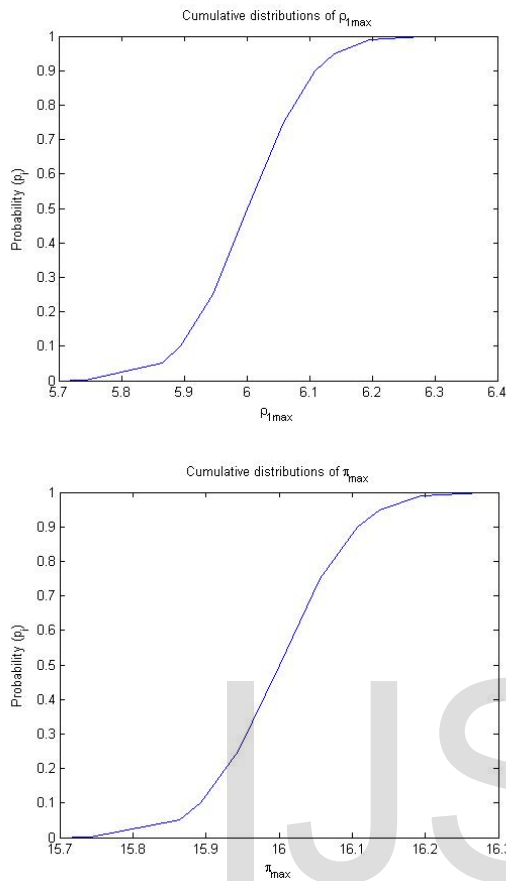 Cumulative distributions of ρ1max
1
0.9
0.8
0.7
0.6
0.5
0.4
0.3
0.2
0.1
0
Probability (pi)
5.7 5.8 5.9 6 6.1 6.2 6.3 6.4
ρ1max
Cumulative distributions of πmax
1
0.9
0.8
0.7
0.6
0.5
0.4
0.3
0.2
0.1
0
Probability (pi)
15.7 15.8 15.9 16 16.1 16.2 16.3
πmax
IJS